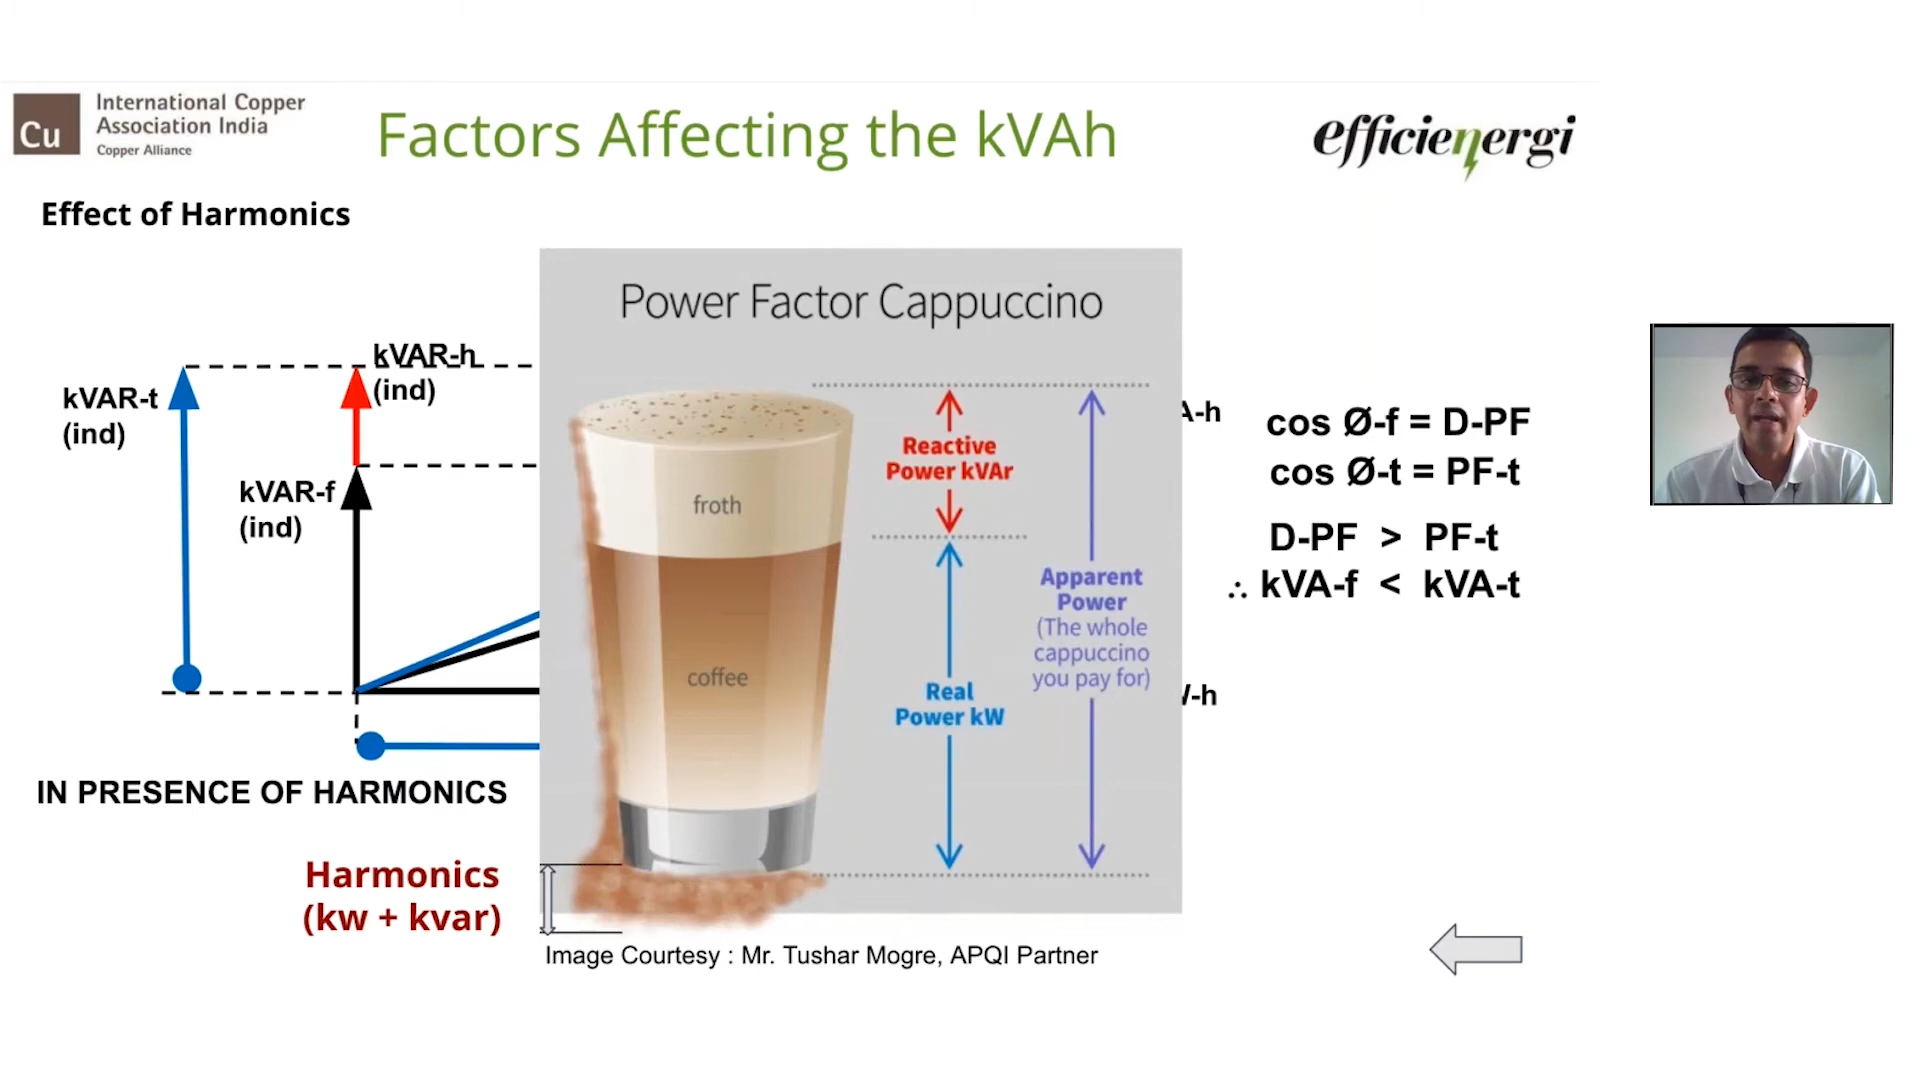 Cu
International Copper
Association India
Copper Alliance
Factors Affecting the kVAh
efficienergi
Effect of Harmonics
Power Factor Cappuccino
kVAR-h
(ind)
kVAR-t
(ind)
kVAR-f
(ind)
froth
coffee
Reactive
Power kVAr
Real
Power kW
Apparent
Power
(The whole
cappuccino
you pay for)
A-h
-h
cos Ø-f = D-PF
cos Ø-t = PF-t
D-PF > PF-t
∴ kVA-f < kVA-t
IN PRESENCE OF HARMONICS
Harmonics
(kw + kvar)
Image Courtesy : Mr. Tushar Mogre, APQI Partner